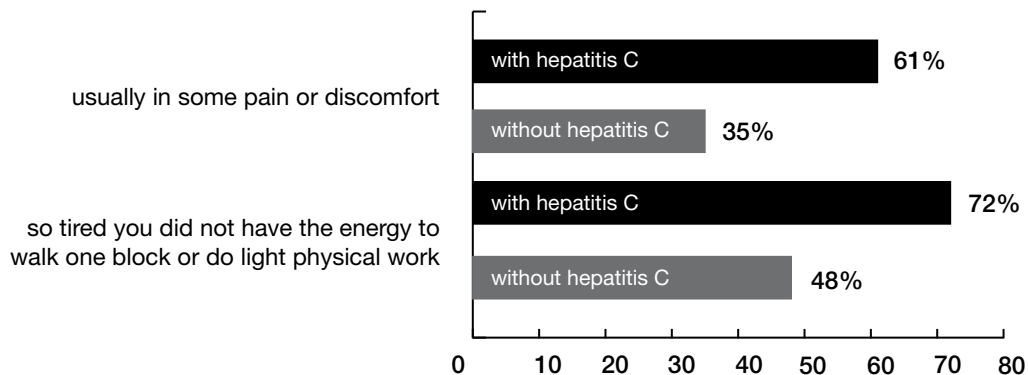 with hepatitis C 61%
usually in some pain or discomfort
without hepatitis C 35%
with hepatitis C 72%
so tired you did not have the energy to
walk one block or do light physical work
without hepatitis C 48%
0 10 20 30 40 50 60 70 80